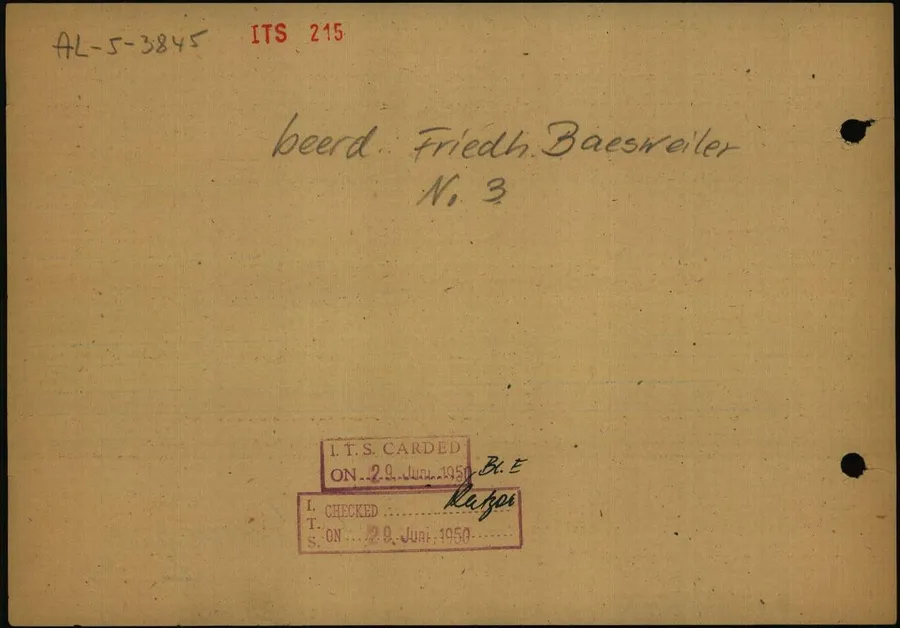 AL-5-3845 ITS 215
beerd. Friedh. Baesweiler
N. 3
I.T.S. CARDED
ON 29. Juni 1950 Bl. E
I.T.S. CHECKED
ON 29. Juni 1950